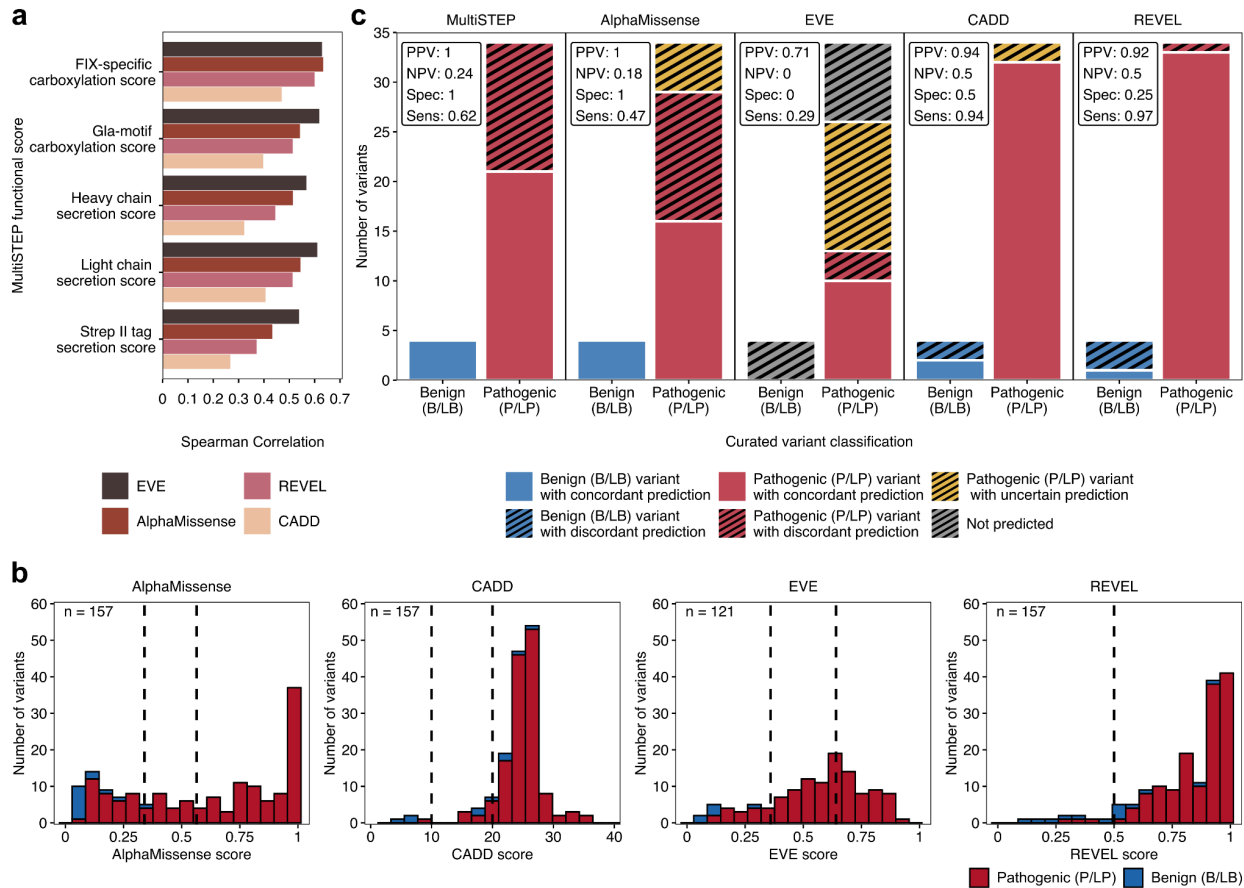 a
MultiSTEP functional score
FIX-specific
carboxylation score
Gla-motif
carboxylation score
Heavy chain
secretion score
Light chain
secretion score
Strep II tag
secretion score
0 0.1 0.2 0.3 0.4 0.5 0.6 0.7
Spearman Correlation
EVE
REVEL
AlphaMissense
CADD
c
MultiSTEP
AlphaMissense
EVE
CADD
REVEL
Number of variants
35
30
25
20
15
10
5
0
PPV: 1
NPV: 0.24
Spec: 1
Sens: 0.62
PPV: 1
NPV: 0.18
Spec: 1
Sens: 0.47
PPV: 0.71
NPV: 0
Spec: 0
Sens: 0.29
PPV: 0.94
NPV: 0.5
Spec: 0.5
Sens: 0.94
PPV: 0.92
NPV: 0.5
Spec: 0.25
Sens: 0.97
Benign
(B/LB)
Pathogenic
(P/LP)
Benign
(B/LB)
Pathogenic
(P/LP)
Benign
(B/LB)
Pathogenic
(P/LP)
Benign
(B/LB)
Pathogenic
(P/LP)
Benign
(B/LB)
Pathogenic
(P/LP)
Curated variant classification
Benign (B/LB) variant
with concordant prediction
Pathogenic (P/LP) variant
with concordant prediction
Pathogenic (P/LP) variant
with uncertain prediction
Benign (B/LB) variant
with discordant prediction
Pathogenic (P/LP) variant
with discordant prediction
Not predicted
b
AlphaMissense
n = 157
Number of variants
60
50
40
30
20
10
0
0 0.25 0.5 0.75 1
AlphaMissense score
CADD
n = 157
Number of variants
60
50
40
30
20
10
0
0 10 20 30 40
CADD score
EVE
n = 121
Number of variants
60
50
40
30
20
10
0
0 0.25 0.5 0.75 1
EVE score
REVEL
n = 157
Number of variants
60
50
40
30
20
10
0
0 0.25 0.5 0.75 1
REVEL score
Pathogenic (P/LP)
Benign (B/LB)